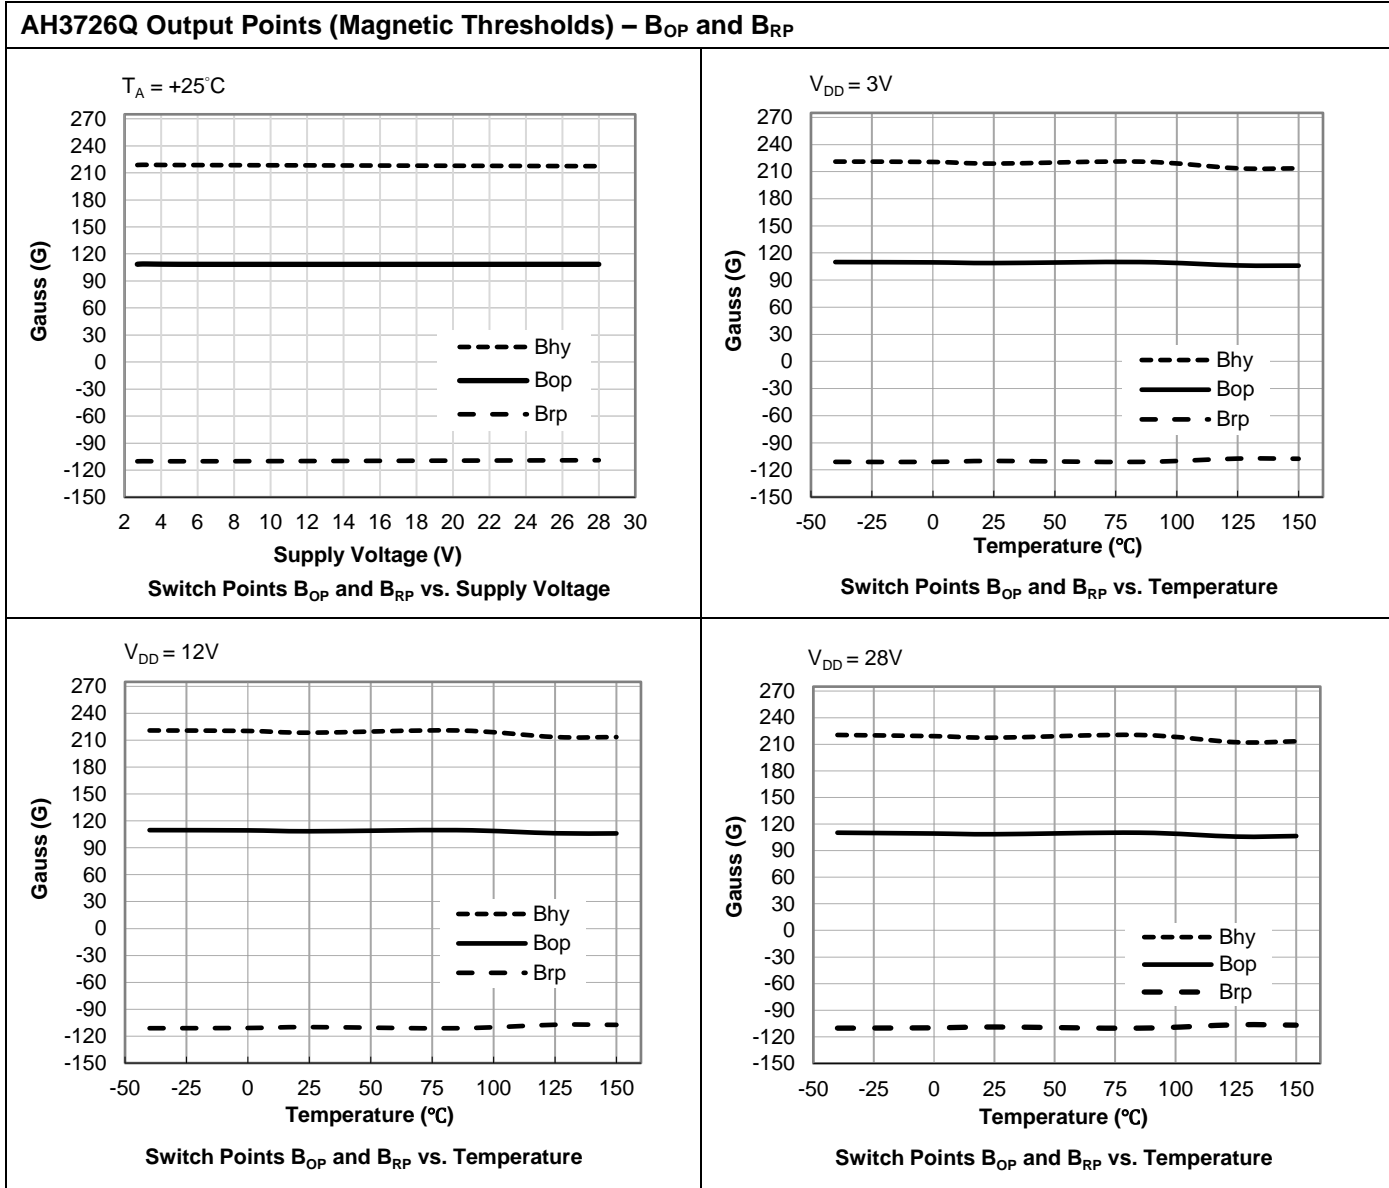 AH3726Q Output Points (Magnetic Thresholds) – BOP and BRP
TA = +25°C
270
240
210
180
150
120
90
60
30
0
-30
-60
-90
-120
-150
Gauss (G)
Bhy
Bop
Brp
2 4 6 8 10 12 14 16 18 20 22 24 26 28 30
Supply Voltage (V)
Switch Points BOP and BRP vs. Supply Voltage
VDD = 3V
270
240
210
180
150
120
90
60
30
0
-30
-60
-90
-120
-150
Gauss (G)
Bhy
Bop
Brp
-50 -25 0 25 50 75 100 125 150
Temperature (℃)
Switch Points BOP and BRP vs. Temperature
VDD = 12V
270
240
210
180
150
120
90
60
30
0
-30
-60
-90
-120
-150
Gauss (G)
Bhy
Bop
Brp
-50 -25 0 25 50 75 100 125 150
Temperature (℃)
Switch Points BOP and BRP vs. Temperature
VDD = 28V
270
240
210
180
150
120
90
60
30
0
-30
-60
-90
-120
-150
Gauss (G)
Bhy
Bop
Brp
-50 -25 0 25 50 75 100 125 150
Temperature (℃)
Switch Points BOP and BRP vs. Temperature